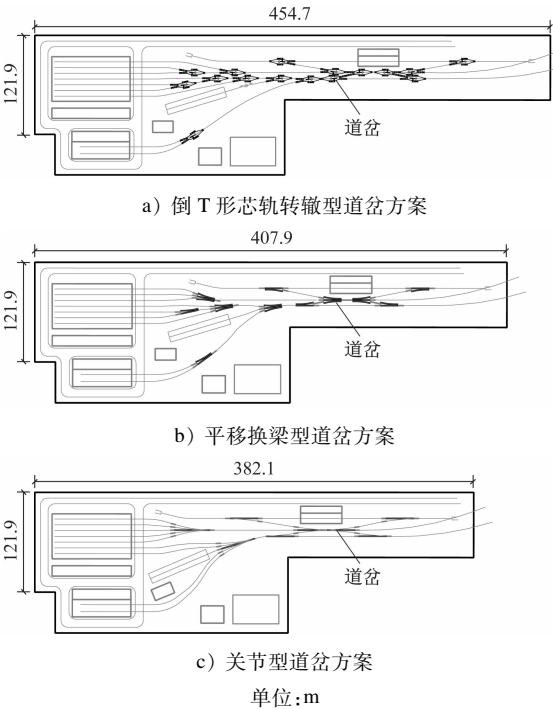 454.7
121.9
道岔
a）倒 T 形芯轨转辙型道岔方案
407.9
121.9
道岔
b）平移换梁型道岔方案
382.1
121.9
道岔
c）关节型道岔方案
单位:m